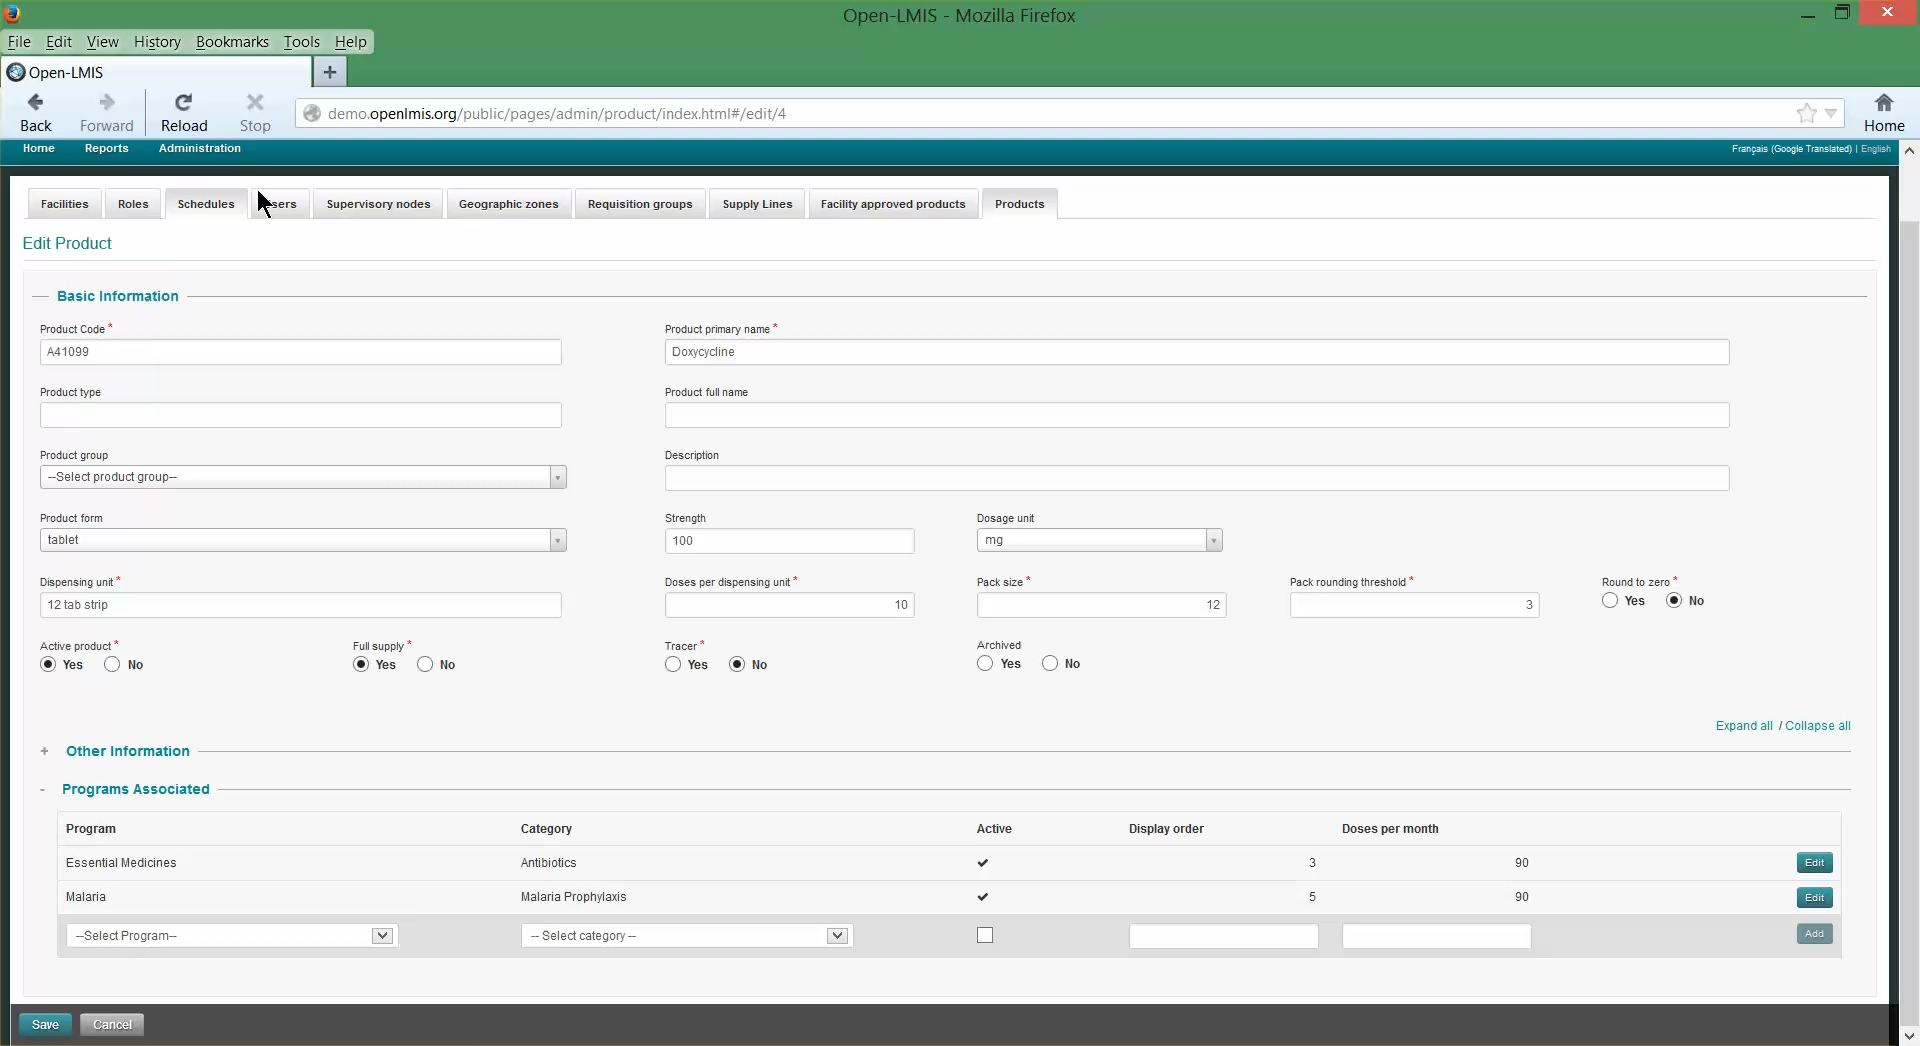 Open-LMIS - Mozilla Firefox
File Edit View History Bookmarks Tools Help
Open-LMIS +
Back Forward Reload Stop demo.openlmis.org/public/pages/admin/product/index.html#/edit/4 Home
Home Reports Administration Français (Google Translated) | English
Facilities Roles Schedules sers Supervisory nodes Geographic zones Requisition groups Supply Lines Facility approved products Products
Edit Product
Basic Information
Product Code * Product primary name *
A41099 Doxycycline
Product type Product full name
Product group Description
--Select product group--
Product form Strength Dosage unit
tablet 100 mg
Dispensing unit * Doses per dispensing unit * Pack size * Pack rounding threshold * Round to zero *
12 tab strip 10 12 3 Yes No
Active product * Full supply * Tracer * Archived
Yes No Yes No Yes No Yes No
Expand all / Collapse all
+ Other Information
- Programs Associated
Program Category Active Display order Doses per month
Essential Medicines Antibiotics ✔ 3 90 Edit
Malaria Malaria Prophylaxis ✔ 5 90 Edit
--Select Program-- -- Select category -- Add
Save Cancel